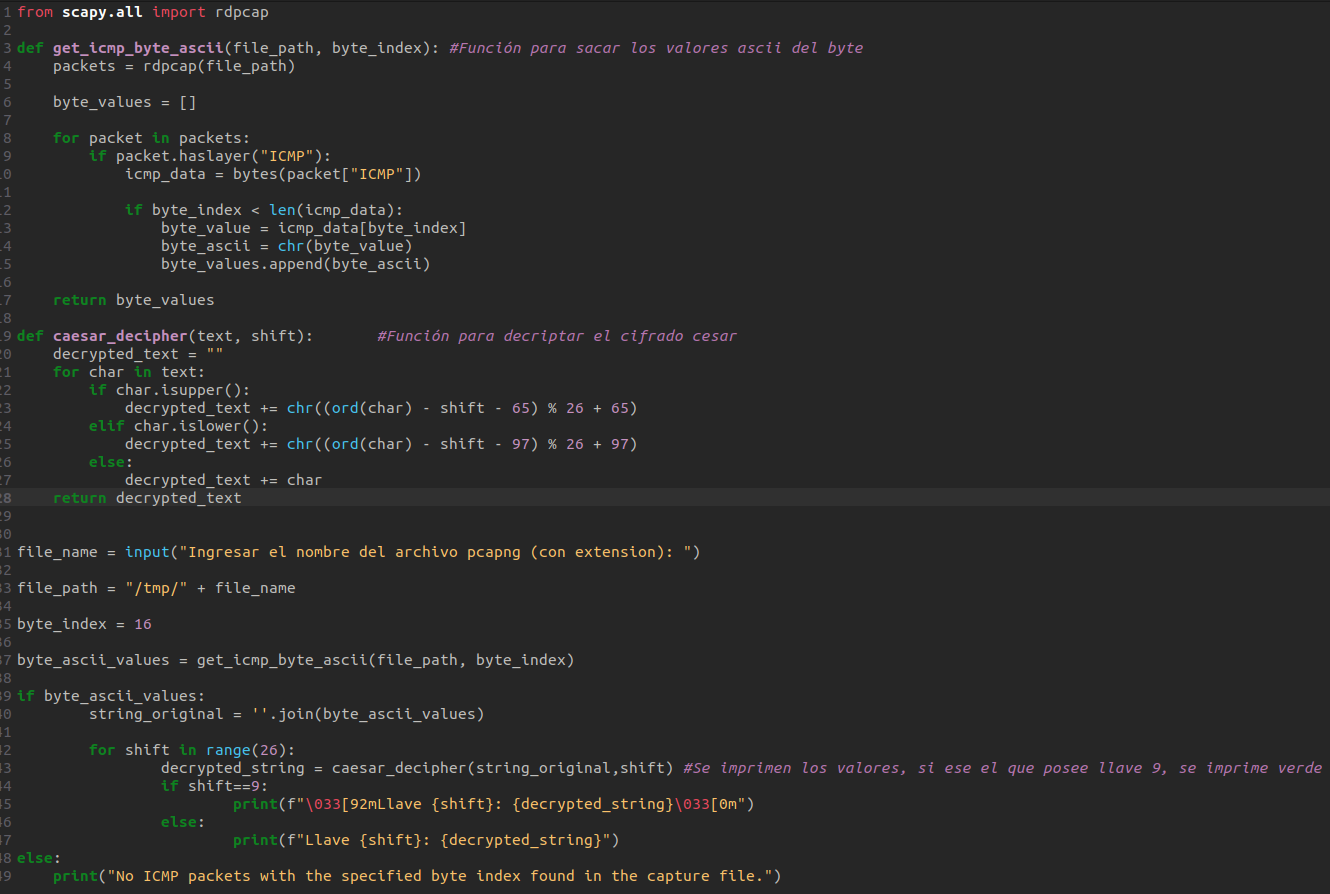 1 from scapy.all import rdpcap
2
3 def get_icmp_byte_ascii(file_path, byte_index): #Función para sacar los valores ascii del byte
4     packets = rdpcap(file_path)
5
6     byte_values = []
7
8     for packet in packets:
9         if packet.haslayer("ICMP"):
.0             icmp_data = bytes(packet["ICMP"])
.1
.2             if byte_index < len(icmp_data):
.3                 byte_value = icmp_data[byte_index]
.4                 byte_ascii = chr(byte_value)
.5                 byte_values.append(byte_ascii)
.6
.7     return byte_values
.8
.9 def caesar_decipher(text, shift):       #Función para decriptar el cifrado cesar
20     decrypted_text = ""
21     for char in text:
22         if char.isupper():
23             decrypted_text += chr((ord(char) - shift - 65) % 26 + 65)
24         elif char.islower():
25             decrypted_text += chr((ord(char) - shift - 97) % 26 + 97)
26         else:
27             decrypted_text += char
28     return decrypted_text
29
30
31 file_name = input("Ingresar el nombre del archivo pcapng (con extension): ")
32
33 file_path = "/tmp/" + file_name
34
35 byte_index = 16
36
37 byte_ascii_values = get_icmp_byte_ascii(file_path, byte_index)
38
39 if byte_ascii_values:
40         string_original = ''.join(byte_ascii_values)
41
42         for shift in range(26):
43                 decrypted_string = caesar_decipher(string_original,shift) #Se imprimen los valores, si ese el que posee llave 9, se imprime verde
44                 if shift==9:
45                         print(f"\033[92mLlave {shift}: {decrypted_string}\033[0m")
46                 else:
47                         print(f"Llave {shift}: {decrypted_string}")
48 else:
49     print("No ICMP packets with the specified byte index found in the capture file.")